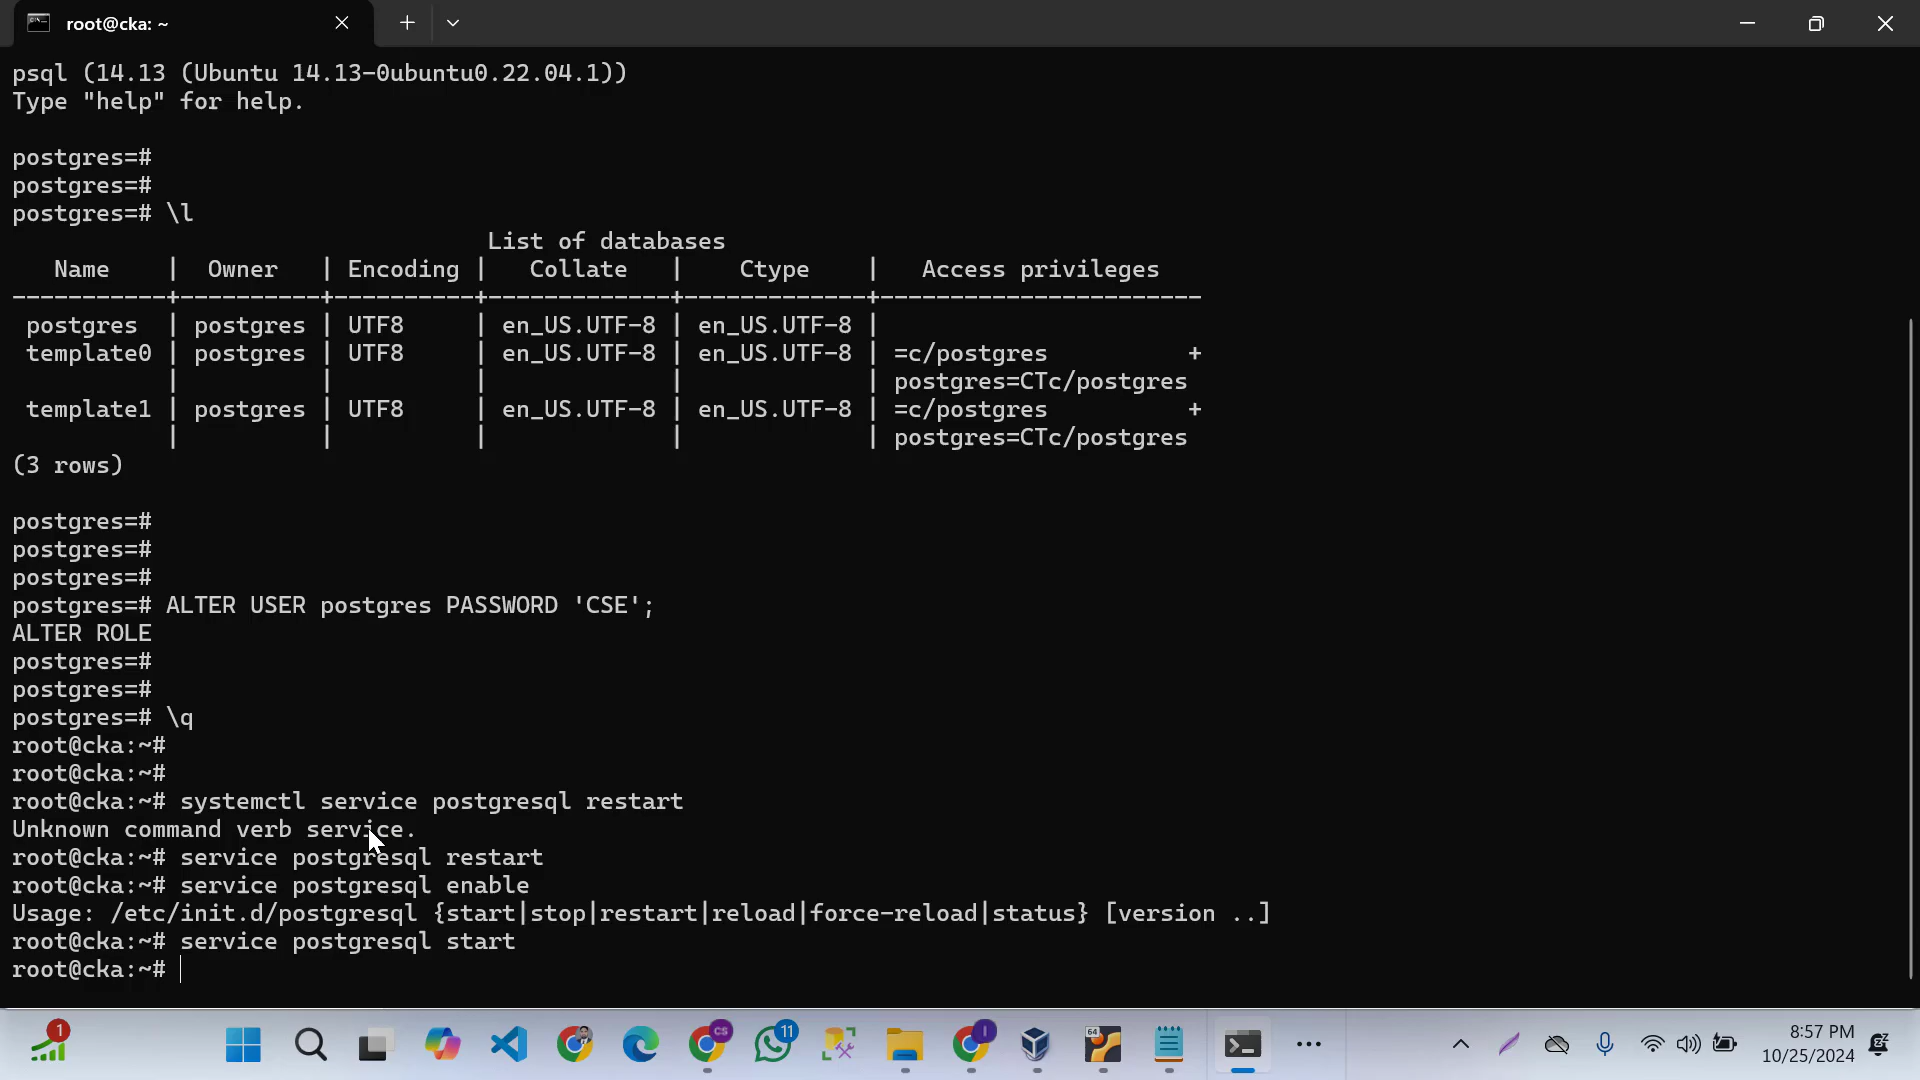 root@cka: ~
psql (14.13 (Ubuntu 14.13-0ubuntu0.22.04.1))
Type "help" for help.
postgres=#
postgres=#
postgres=# \l
List of databases
Name | Owner | Encoding | Collate | Ctype | Access privileges
-----------+----------+----------+-------------+-------------+-----------------------
postgres | postgres | UTF8 | en_US.UTF-8 | en_US.UTF-8 |
template0 | postgres | UTF8 | en_US.UTF-8 | en_US.UTF-8 | =c/postgres +
| | | | | postgres=CTc/postgres
template1 | postgres | UTF8 | en_US.UTF-8 | en_US.UTF-8 | =c/postgres +
| | | | | postgres=CTc/postgres
(3 rows)
postgres=#
postgres=#
postgres=#
postgres=# ALTER USER postgres PASSWORD 'CSE';
ALTER ROLE
postgres=#
postgres=#
postgres=# \q
root@cka:~#
root@cka:~#
root@cka:~# systemctl service postgresql restart
Unknown command verb service.
root@cka:~# service postgresql restart
root@cka:~# service postgresql enable
Usage: /etc/init.d/postgresql {start|stop|restart|reload|force-reload|status} [version ..]
root@cka:~# service postgresql start
root@cka:~#
1
CS
11
I
64
8:57 PM
10/25/2024